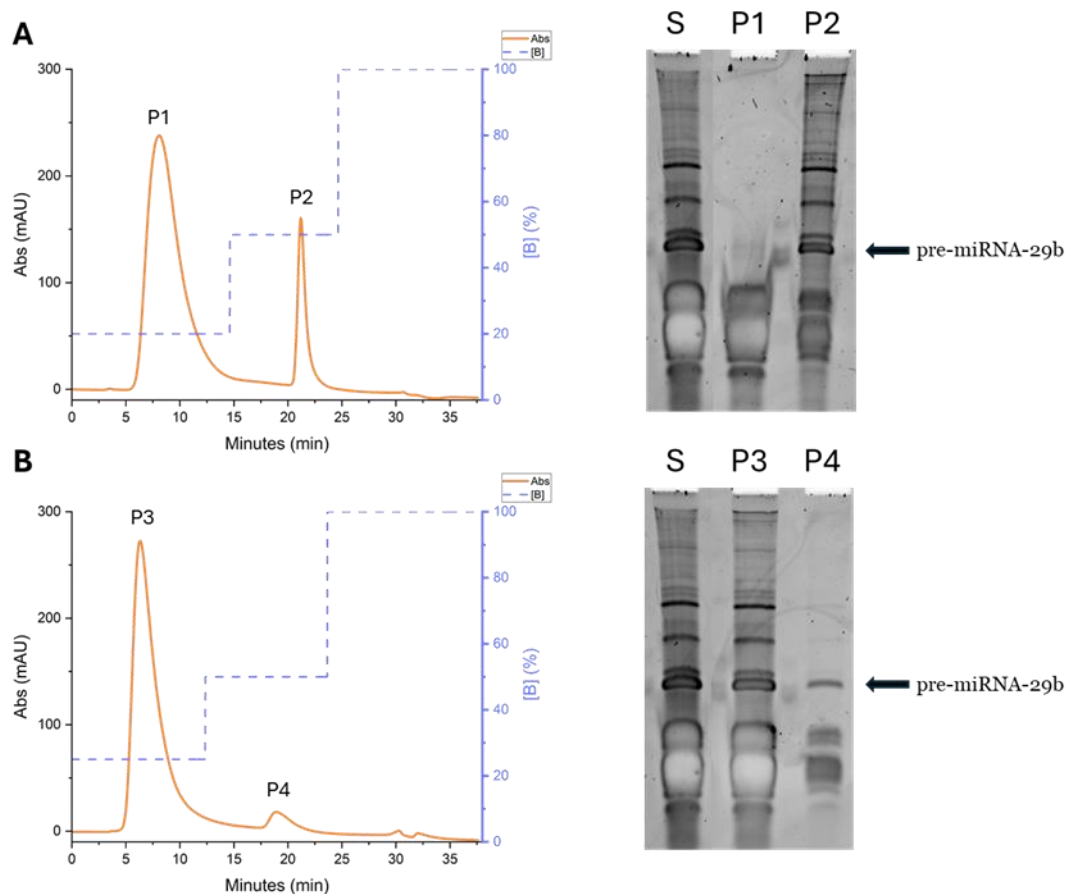 A
Abs
[B]
300
200
100
0
Abs (mAU)
P1
P2
100
80
60
40
20
0
[B] (%)
0 5 10 15 20 25 30 35
Minutes (min)
S P1 P2
pre-miRNA-29b
B
Abs
[B]
300
200
100
0
Abs (mAU)
P3
P4
100
80
60
40
20
0
[B] (%)
0 5 10 15 20 25 30 35
Minutes (min)
S P3 P4
pre-miRNA-29b